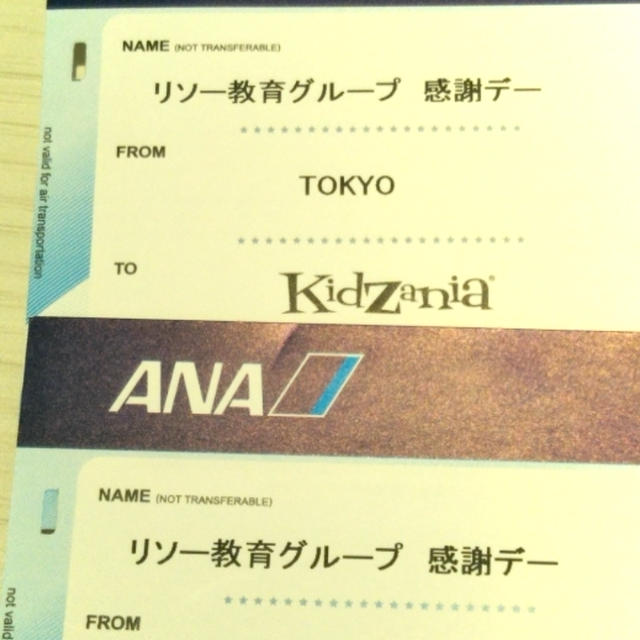 NAME (NOT TRANSFERABLE)
リソー教育グループ 感謝デー
FROM
TOKYO
TO
KidZania
not valid for air transportation
ANA
NAME (NOT TRANSFERABLE)
リソー教育グループ 感謝デー
FROM
not valid